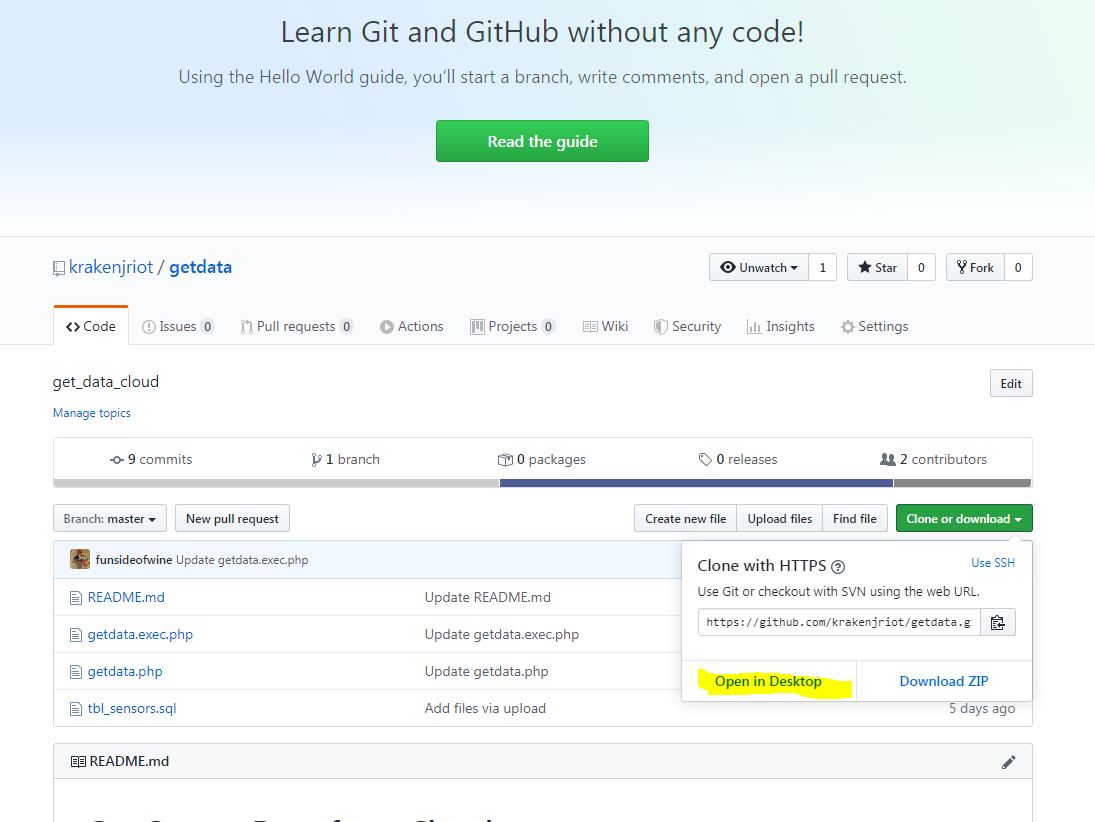 Learn Git and GitHub without any code!
Using the Hello World guide, you’ll start a branch, write comments, and open a pull request.
Read the guide
krakenjriot / getdata
Unwatch 1 Star 0 Fork 0
Code Issues 0 Pull requests 0 Actions Projects 0 Wiki Security Insights Settings
get_data_cloud Edit
Manage topics
9 commits 1 branch 0 packages 0 releases 2 contributors
Branch: master New pull request Create new file Upload files Find file Clone or download
funsideofwine Update getdata.exec.php
README.md Update README.md
getdata.exec.php Update getdata.exec.php
getdata.php Update getdata.php
tbl_sensors.sql Add files via upload 5 days ago
Clone with HTTPS Use SSH
Use Git or checkout with SVN using the web URL.
https://github.com/krakenjriot/getdata.g
Open in Desktop Download ZIP
README.md